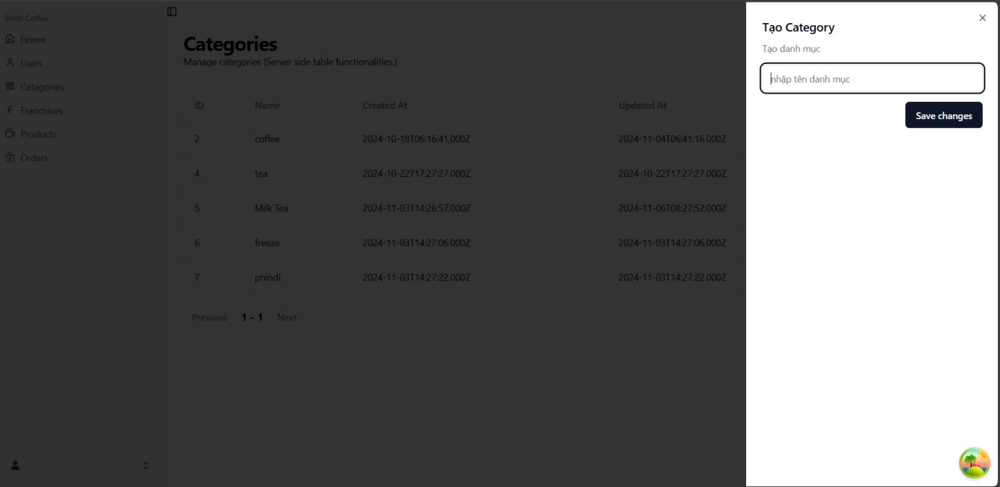 Shop Coffee
Home
Users
Categories
Franchises
Products
Orders
Categories
Manage categories (Server side table functionalities.)
ID Name Created At Updated At
2 coffee 2024-10-18T06:16:41.000Z 2024-11-04T06:41:16.000Z
4 tea 2024-10-22T17:27:27.000Z 2024-10-22T17:27:27.000Z
5 Milk Tea 2024-11-03T14:26:57.000Z 2024-11-06T08:27:52.000Z
6 freeze 2024-11-03T14:27:06.000Z 2024-11-03T14:27:06.000Z
7 phindi 2024-11-03T14:27:22.000Z 2024-11-03T14:27:22.000Z
Previous 1 - 1 Next
Tạo Category
Tạo danh mục
nhập tên danh mục
Save changes